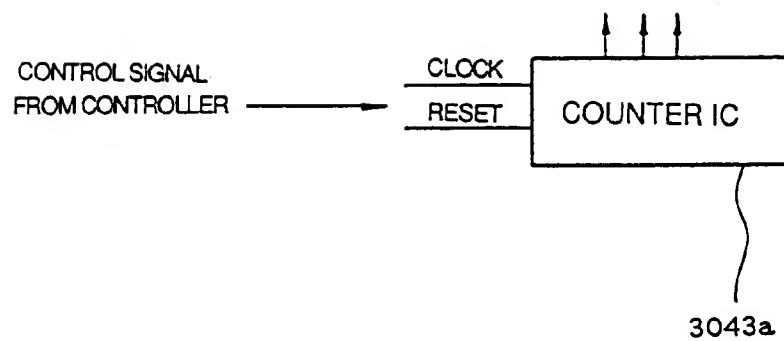 CONTROL SIGNAL
FROM CONTROLLER
CLOCK
RESET
COUNTER IC
3043a